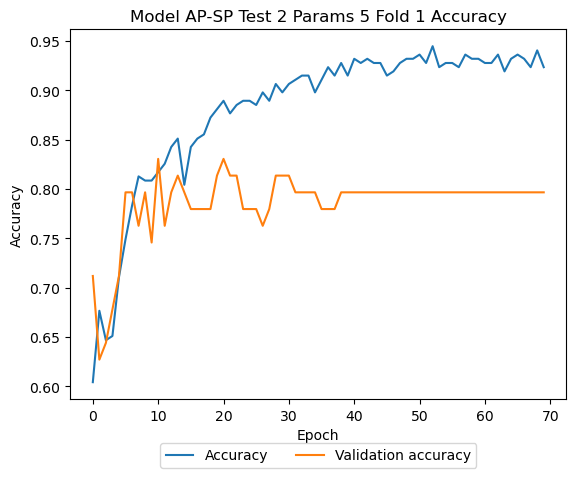 Model AP-SP Test 2 Params 5 Fold 1 Accuracy
0.95
0.90
0.85
0.80
0.75
0.70
0.65
0.60
Accuracy
0 10 20 30 40 50 60 70
Epoch
Accuracy Validation accuracy